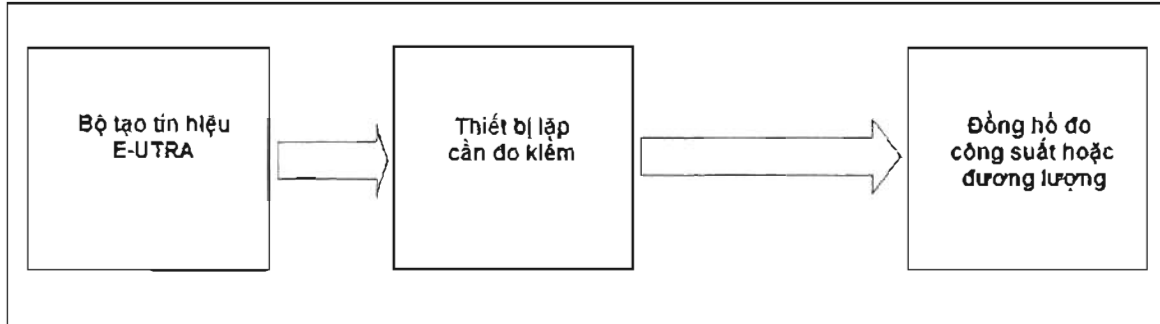 Bộ tạo tín hiệu
E-UTRA
Thiết bị lặp
cần đo kiểm
Đồng hồ đo
công suất hoặc
đương lượng